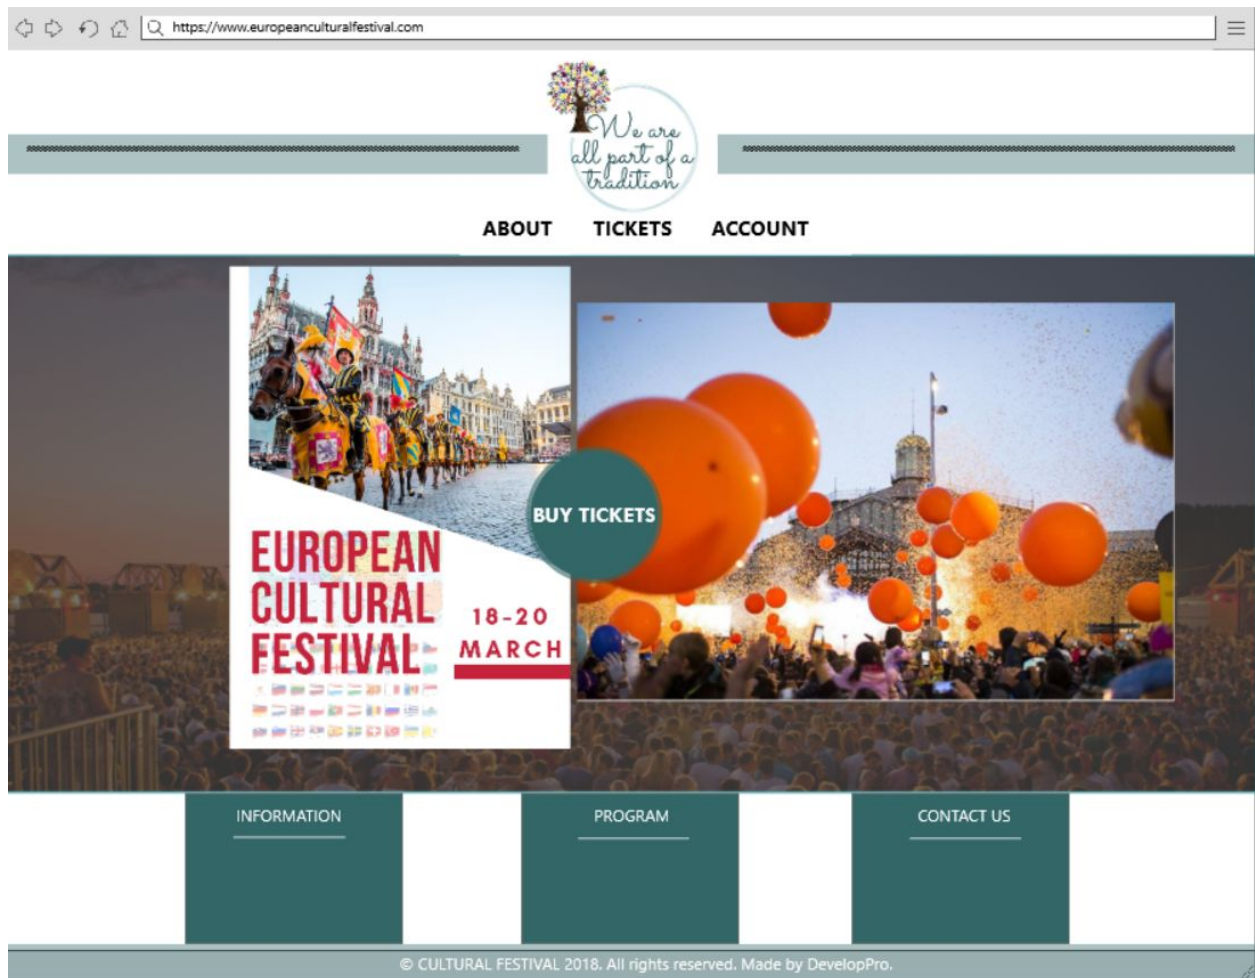 https://www.europeanculturalfestival.com
We are
all part of a
tradition
ABOUT TICKETS ACCOUNT
BUY TICKETS
EUROPEAN
CULTURAL
FESTIVAL
18-20
MARCH
INFORMATION
PROGRAM
CONTACT US
© CULTURAL FESTIVAL 2018. All rights reserved. Made by DevelopPro.